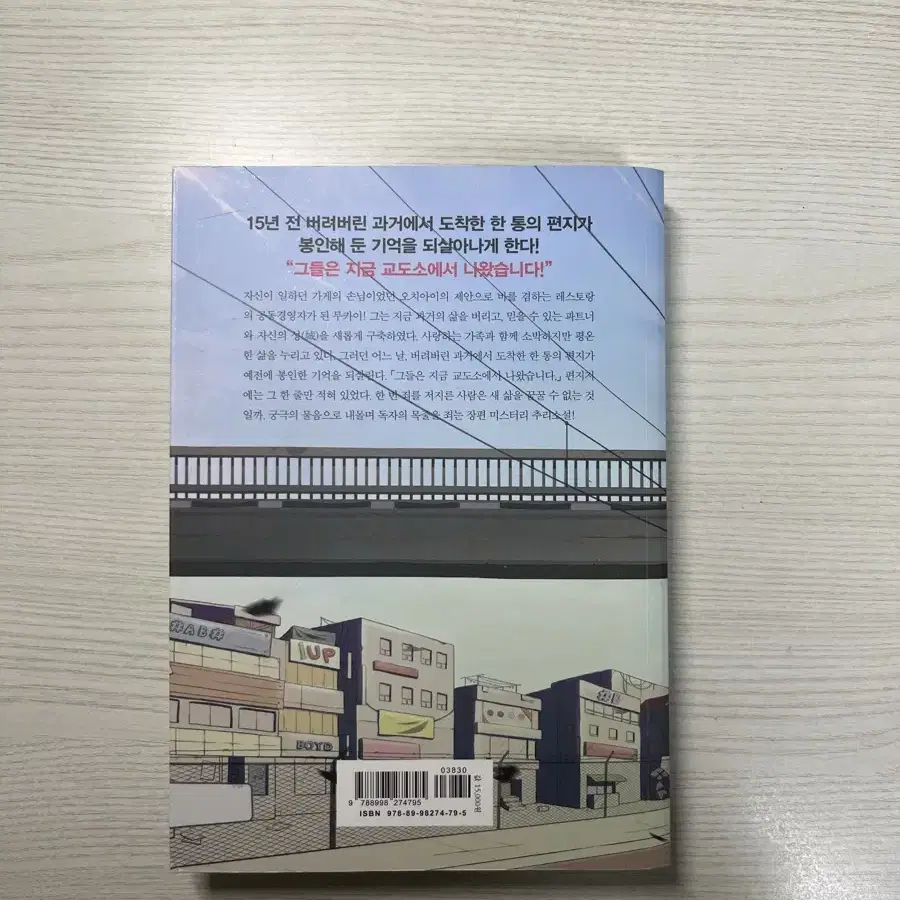 15년 전 버려버린 과거에서 도착한 한 통의 편지가
봉인해 둔 기억을 되살아나게 한다!
“그들은 지금 교도소에서 나왔습니다!”
자신이 일하던 가게의 손님이었던 오치아이의 제안으로 바를 겸하는 레스토랑
의 공동경영자가 된 무카이! 그는 지금 과거의 삶을 버리고, 믿을 수 있는 파트너
와 자신의 성(城)을 새롭게 구축하였다. 사랑하는 가족과 함께 소박하지만 평온
한 삶을 누리고 있다. 그러던 어느 날, 버려버린 과거에서 도착한 한 통의 편지가
예전에 봉인한 기억을 되살린다. 「그들은 지금 교도소에서 나왔습니다.」 편지지
에는 그 한 줄만 적혀 있었다. 한 번 죄를 저지른 사람은 새 삶을 꿈꿀 수 없는 것
일까. 궁극의 물음으로 내몰며 독자의 목줄을 죄는 장편 미스터리 추리소설!
#AB#
1UP
BOYD
#B
03830
9 788998 274795
ISBN 978-89-98274-79-5
값 15,000원